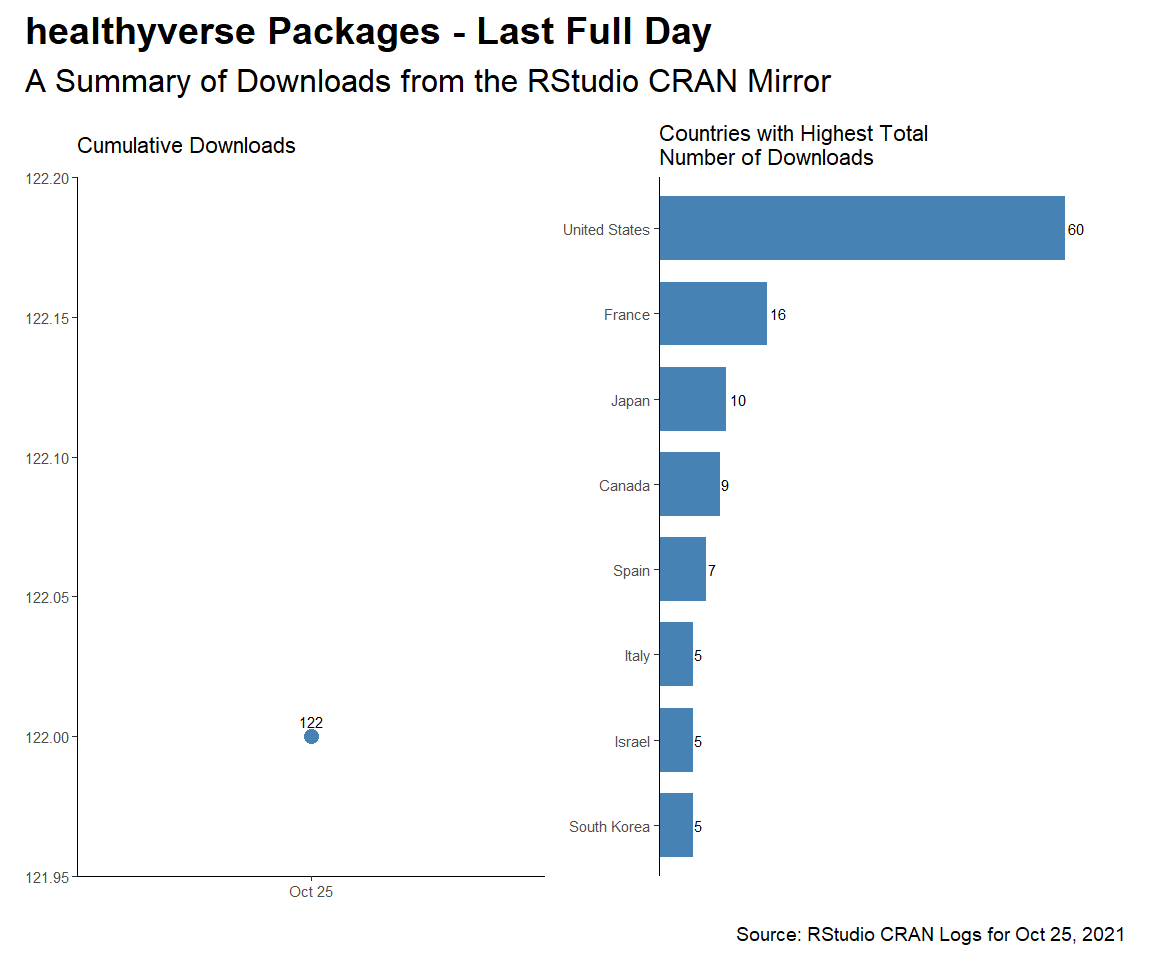 healthyverse Packages - Last Full Day
A Summary of Downloads from the RStudio CRAN Mirror
Cumulative Downloads
122.20
122.15
122.10
122.05
122.00
121.95
122
Oct 25
Countries with Highest Total
Number of Downloads
United States 60
France 16
Japan 10
Canada 9
Spain 7
Italy 5
Israel 5
South Korea 5
Source: RStudio CRAN Logs for Oct 25, 2021